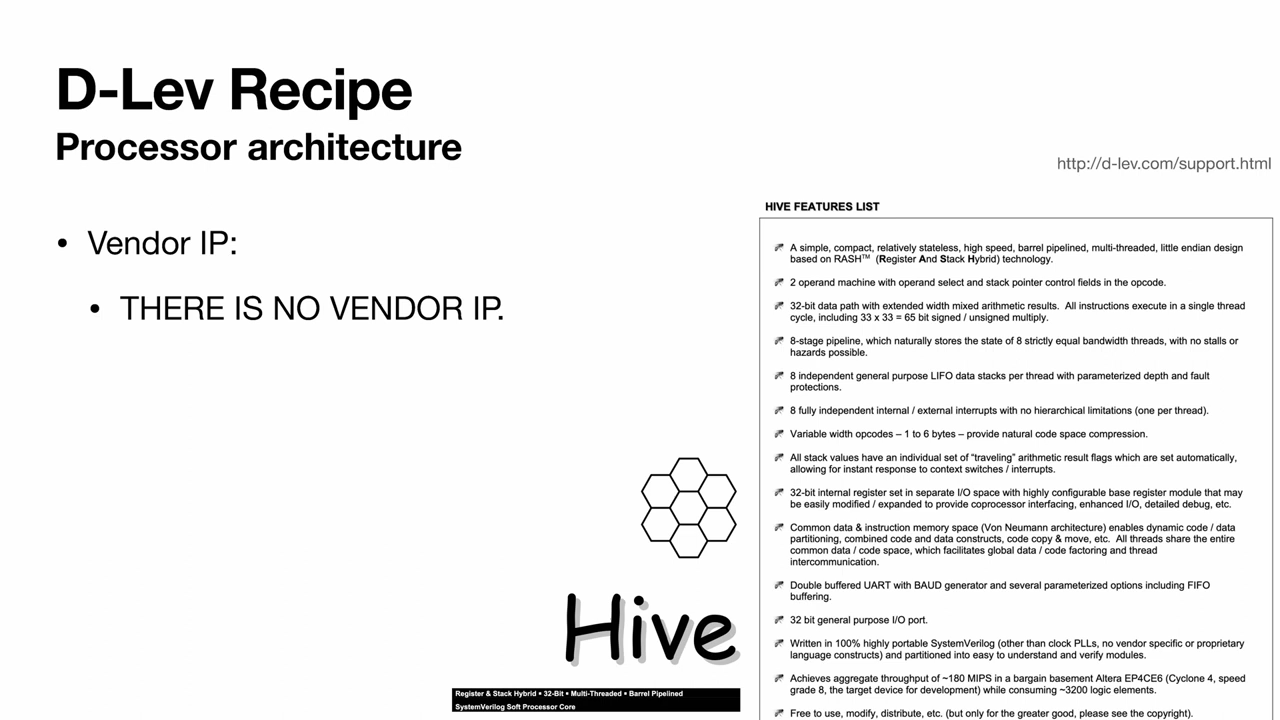 D-Lev Recipe
Processor architecture
http://d-lev.com/support.html
• Vendor IP:
• THERE IS NO VENDOR IP.
Hive
Register & Stack Hybrid • 32-Bit • Multi-Threaded • Barrel Pipelined
SystemVerilog Soft Processor Core
HIVE FEATURES LIST
A simple, compact, relatively stateless, high speed, barrel pipelined, multi-threaded, little endian design
based on RASH™ (Register And Stack Hybrid) technology.
2 operand machine with operand select and stack pointer control fields in the opcode.
32-bit data path with extended width mixed arithmetic results. All instructions execute in a single thread
cycle, including 33 x 33 = 65 bit signed / unsigned multiply.
8-stage pipeline, which naturally stores the state of 8 strictly equal bandwidth threads, with no stalls or
hazards possible.
8 independent general purpose LIFO data stacks per thread with parameterized depth and fault
protections.
8 fully independent internal / external interrupts with no hierarchical limitations (one per thread).
Variable width opcodes – 1 to 6 bytes – provide natural code space compression.
All stack values have an individual set of “traveling” arithmetic result flags which are set automatically,
allowing for instant response to context switches / interrupts.
32-bit internal register set in separate I/O space with highly configurable base register module that may
be easily modified / expanded to provide coprocessor interfacing, enhanced I/O, detailed debug, etc.
Common data & instruction memory space (Von Neumann architecture) enables dynamic code / data
partitioning, combined code and data constructs, code copy & move, etc. All threads share the entire
common data / code space, which facilitates global data / code factoring and thread
intercommunication.
Double buffered UART with BAUD generator and several parameterized options including FIFO
buffering.
32 bit general purpose I/O port.
Written in 100% highly portable SystemVerilog (other than clock PLLs, no vendor specific or proprietary
language constructs) and partitioned into easy to understand and verify modules.
Achieves aggregate throughput of ~180 MIPS in a bargain basement Altera EP4CE6 (Cyclone 4, speed
grade 8, the target device for development) while consuming ~3200 logic elements.
Free to use, modify, distribute, etc. (but only for the greater good, please see the copyright).